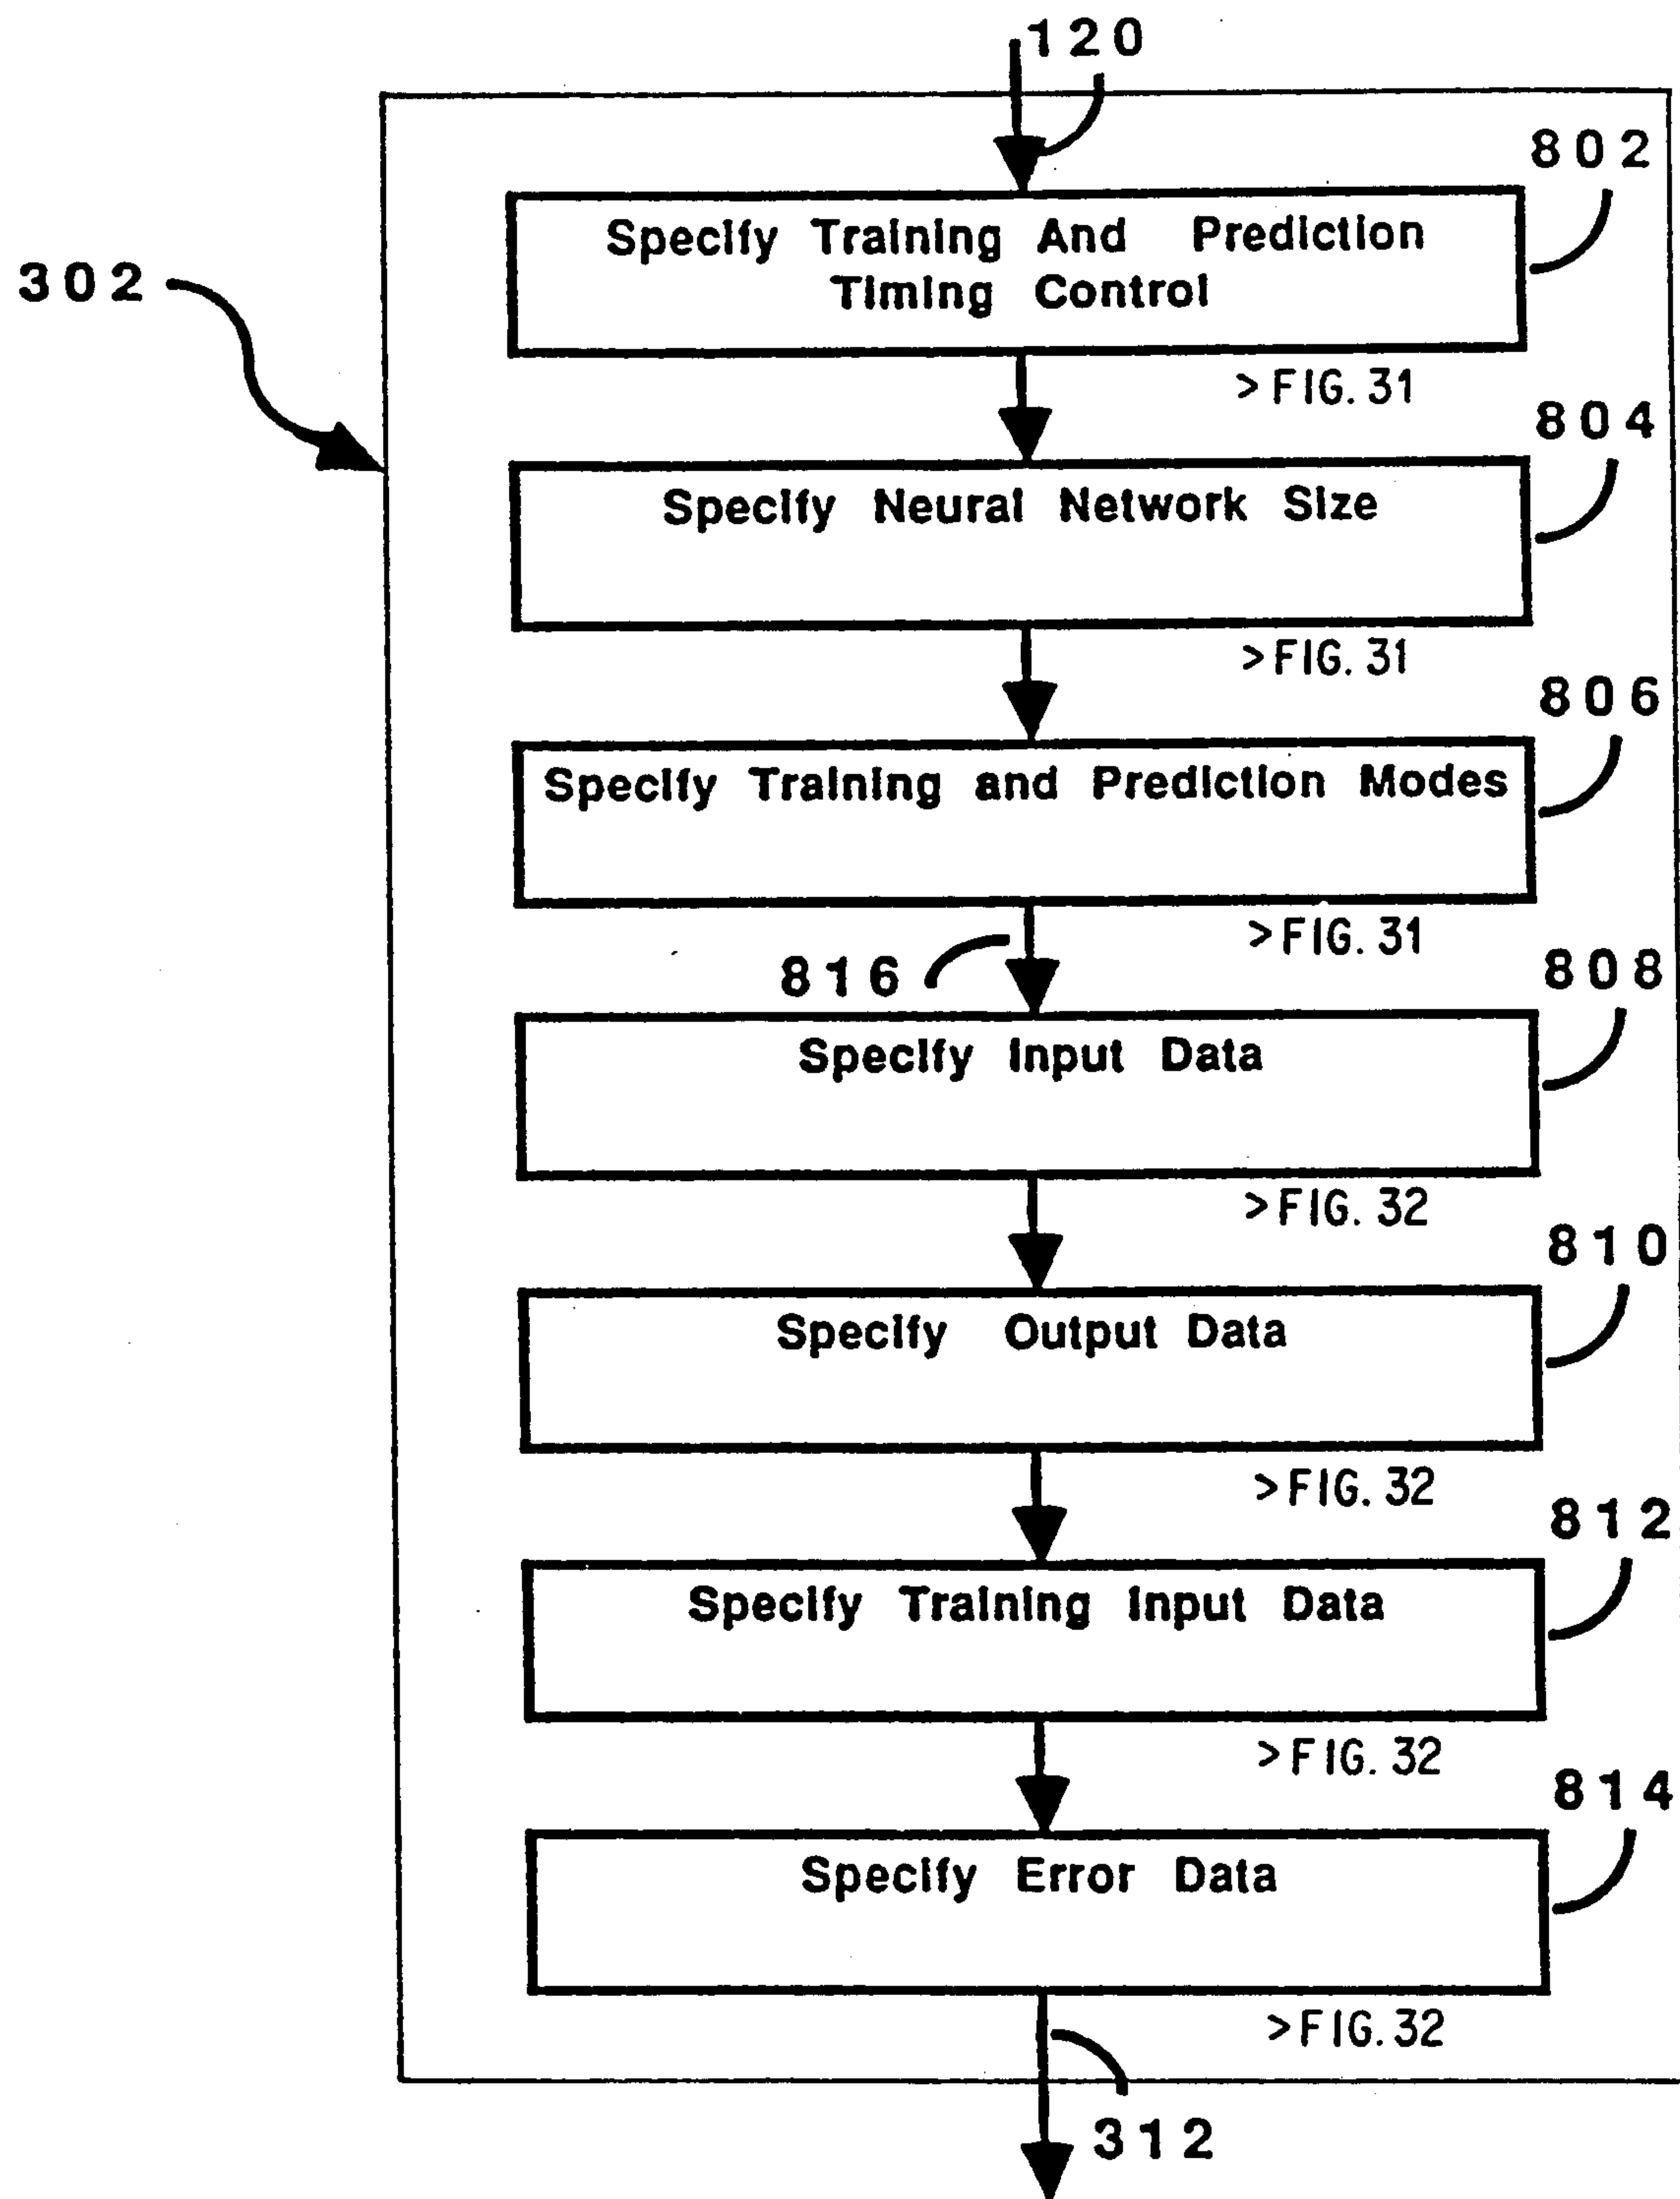 120
802
Specify Training And Prediction
Timing Control
302
>FIG. 31
804
Specify Neural Network Size
>FIG. 31
806
Specify Training and Prediction Modes
>FIG. 31
816
808
Specify Input Data
>FIG. 32
810
Specify Output Data
>FIG. 32
812
Specify Training Input Data
>FIG. 32
814
Specify Error Data
>FIG. 32
312